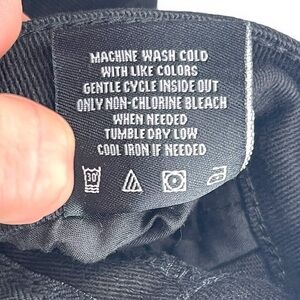 MACHINE WASH COLD
WITH LIKE COLORS
GENTLE CYCLE INSIDE OUT
ONLY NON-CHLORINE BLEACH
WHEN NEEDED
TUMBLE DRY LOW
COOL IRON IF NEEDED
30°